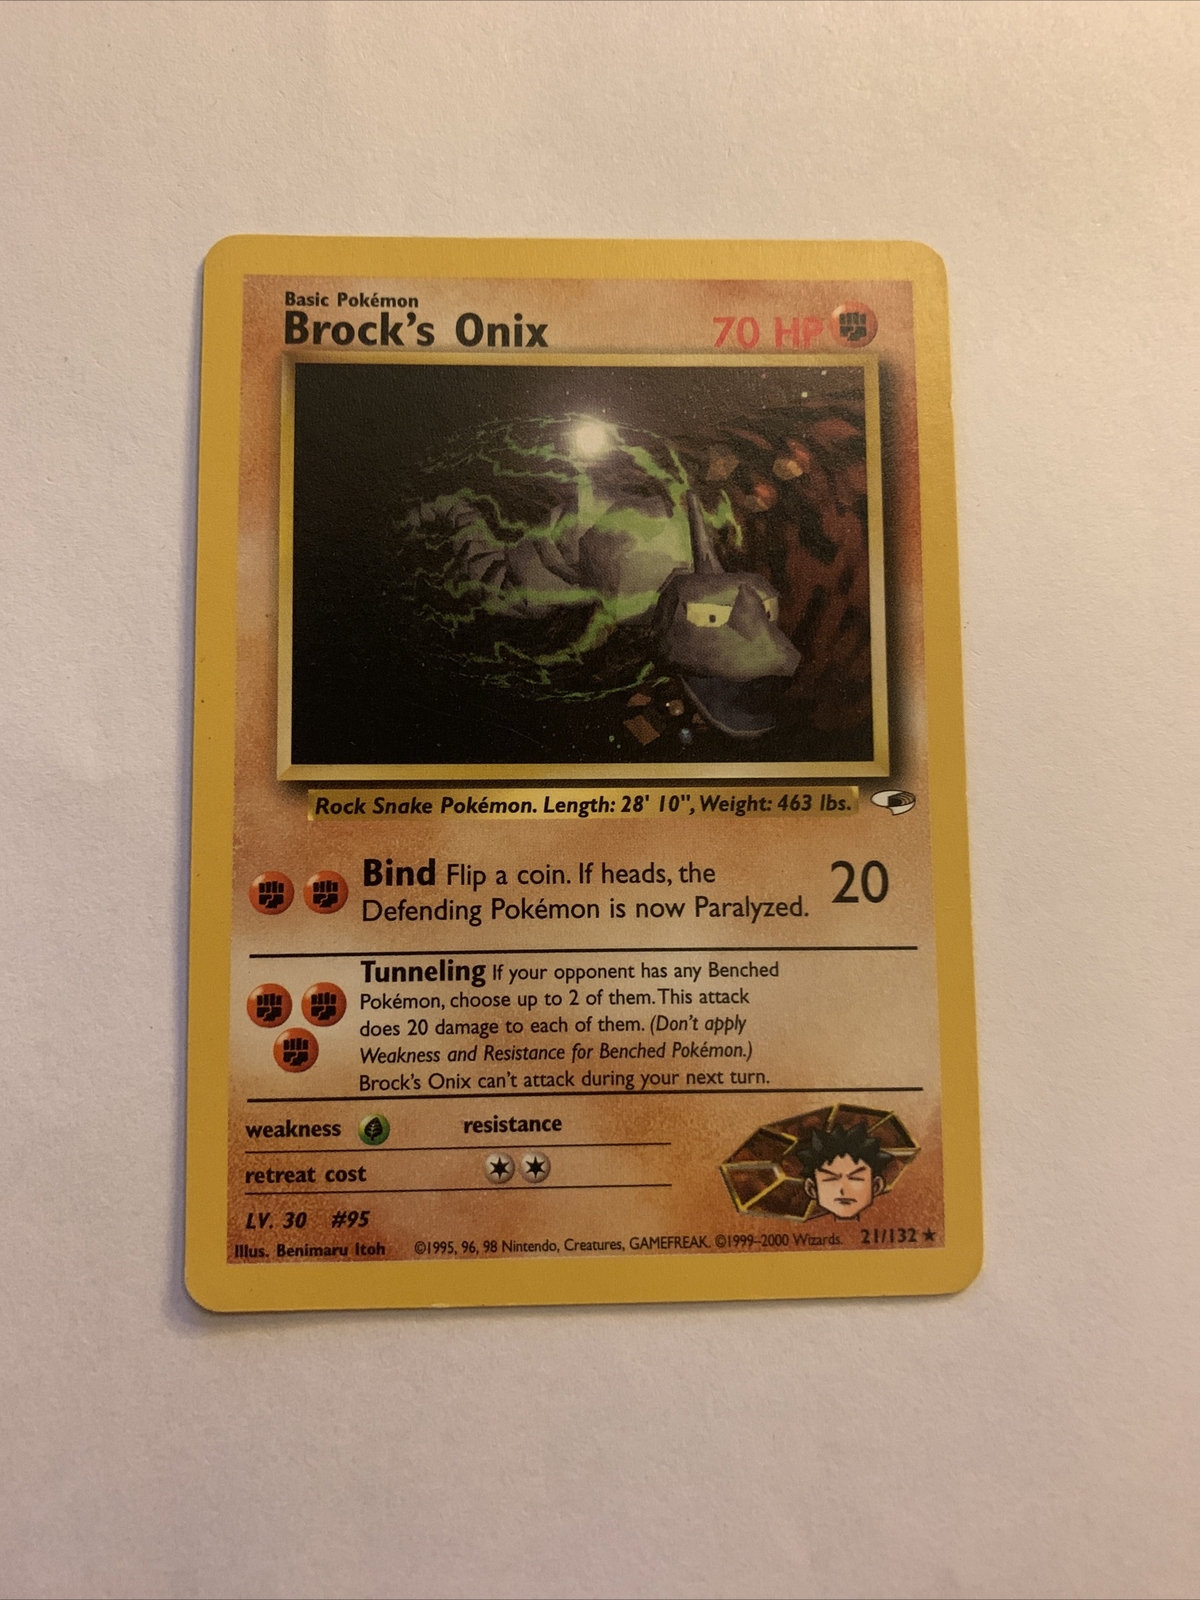 Basic Pokémon
Brock's Onix 70 HP
Rock Snake Pokémon. Length: 28' 10", Weight: 463 lbs.
Bind Flip a coin. If heads, the 20
Defending Pokémon is now Paralyzed.
Tunneling If your opponent has any Benched
Pokémon, choose up to 2 of them. This attack
does 20 damage to each of them. (Don't apply
Weakness and Resistance for Benched Pokémon.)
Brock's Onix can't attack during your next turn.
weakness resistance
retreat cost
LV. 30 #95
Illus. Benimaru Itoh ©1995, 96, 98 Nintendo, Creatures, GAMEFREAK. ©1999–2000 Wizards. 21/132 ★